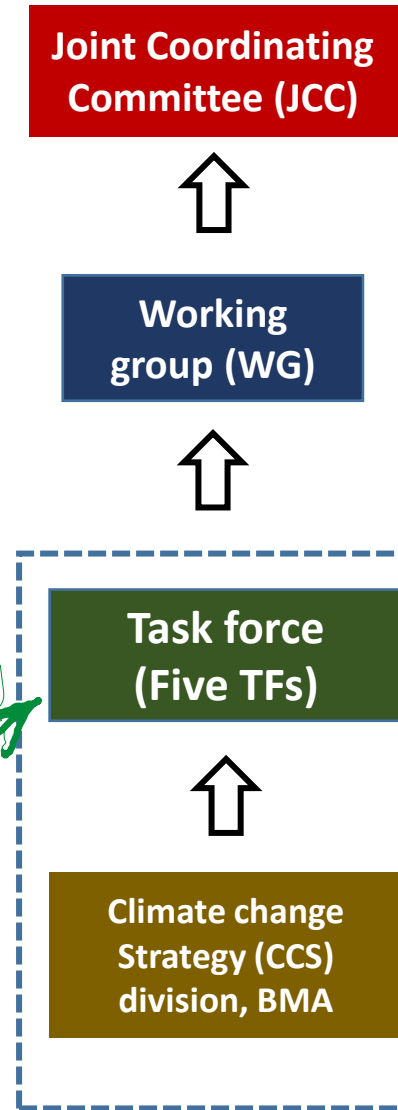 Joint Coordinating
Committee (JCC)
Working
group (WG)
Task force
(Five TFs)
Climate change
Strategy (CCS)
division, BMA